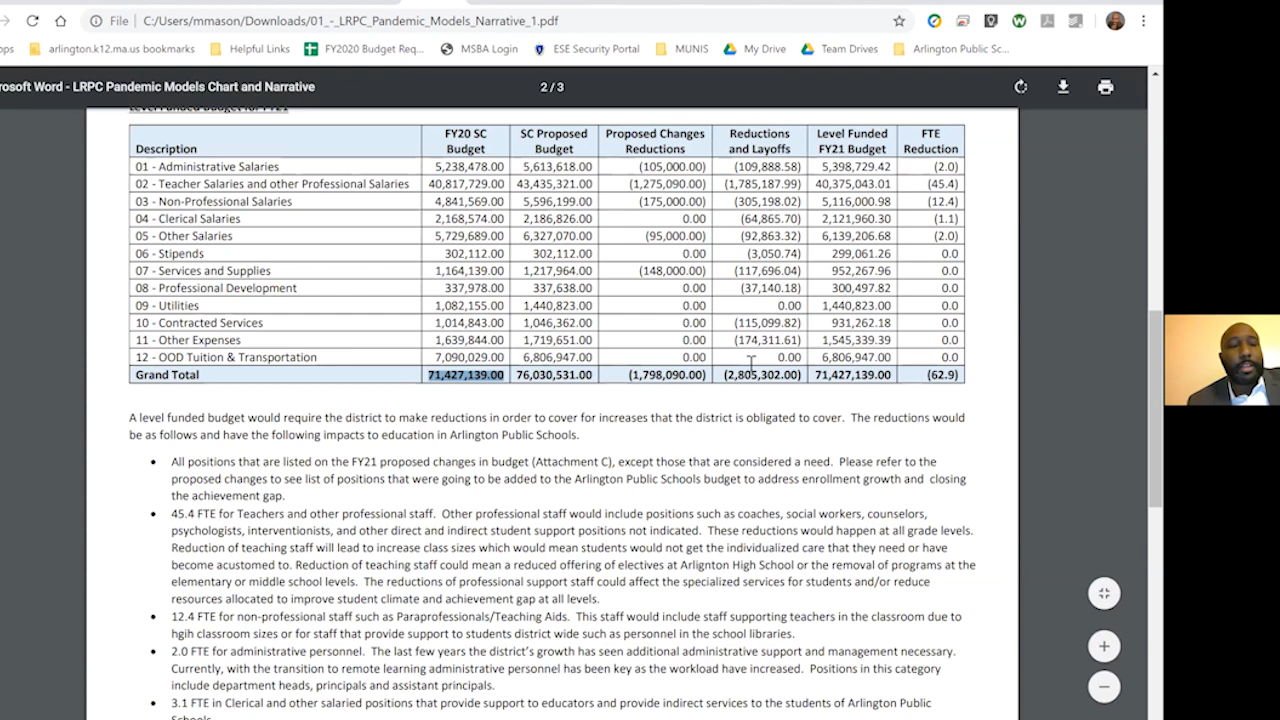 File C:/Users/mmason/Downloads/01_-_LRPC_Pandemic_Models_Narrative_1.pdf
ops arlington.k12.ma.us bookmarks Helpful Links FY2020 Budget Req... MSBA Login ESE Security Portal MUNIS My Drive Team Drives Arlington Public Sc...
rosoft Word - LRPC Pandemic Models Chart and Narrative 2 / 3
Level Funded Budget for FY21
Description FY20 SC Budget SC Proposed Budget Proposed Changes Reductions Reductions and Layoffs Level Funded FY21 Budget FTE Reduction
01 - Administrative Salaries 5,238,478.00 5,613,618.00 (105,000.00) (109,888.58) 5,398,729.42 (2.0)
02 - Teacher Salaries and other Professional Salaries 40,817,729.00 43,435,321.00 (1,275,090.00) (1,785,187.99) 40,375,043.01 (45.4)
03 - Non-Professional Salaries 4,841,569.00 5,596,199.00 (175,000.00) (305,198.02) 5,116,000.98 (12.4)
04 - Clerical Salaries 2,168,574.00 2,186,826.00 0.00 (64,865.70) 2,121,960.30 (1.1)
05 - Other Salaries 5,729,689.00 6,327,070.00 (95,000.00) (92,863.32) 6,139,206.68 (2.0)
06 - Stipends 302,112.00 302,112.00 0.00 (3,050.74) 299,061.26 0.0
07 - Services and Supplies 1,164,139.00 1,217,964.00 (148,000.00) (117,696.04) 952,267.96 0.0
08 - Professional Development 337,978.00 337,638.00 0.00 (37,140.18) 300,497.82 0.0
09 - Utilities 1,082,155.00 1,440,823.00 0.00 0.00 1,440,823.00 0.0
10 - Contracted Services 1,014,843.00 1,046,362.00 0.00 (115,099.82) 931,262.18 0.0
11 - Other Expenses 1,639,844.00 1,719,651.00 0.00 (174,311.61) 1,545,339.39 0.0
12 - OOD Tuition & Transportation 7,090,029.00 6,806,947.00 0.00 0.00 6,806,947.00 0.0
Grand Total 71,427,139.00 76,030,531.00 (1,798,090.00) (2,805,302.00) 71,427,139.00 (62.9)
A level funded budget would require the district to make reductions in order to cover for increases that the district is obligated to cover. The reductions would
be as follows and have the following impacts to education in Arlington Public Schools.
• All positions that are listed on the FY21 proposed changes in budget (Attachment C), except those that are considered a need. Please refer to the
proposed changes to see list of positions that were going to be added to the Arlington Public Schools budget to address enrollment growth and closing
the achievement gap.
• 45.4 FTE for Teachers and other professional staff. Other professional staff would include positions such as coaches, social workers, counselors,
psychologists, interventionists, and other direct and indirect student support positions not indicated. These reductions would happen at all grade levels.
Reduction of teaching staff will lead to increase class sizes which would mean students would not get the individualized care that they need or have
become acustomed to. Reduction of teaching staff could mean a reduced offering of electives at Arlignton High School or the removal of programs at the
elementary or middle school levels. The reductions of professional support staff could affect the specialized services for students and/or reduce
resources allocated to improve student climate and achievement gap at all levels.
• 12.4 FTE for non-professional staff such as Paraprofessionals/Teaching Aids. This staff would include staff supporting teachers in the classroom due to
hgih classroom sizes or for staff that provide support to students district wide such as personnel in the school libraries.
• 2.0 FTE for administrative personnel. The last few years the district's growth has seen additional administrative support and management necessary.
Currently, with the transition to remote learning administrative personnel has been key as the workload have increased. Positions in this category
include department heads, principals and assistant principals.
• 3.1 FTE in Clerical and other salaried positions that provide support to educators and provide indirect services to the students of Arlington Public
Schools.